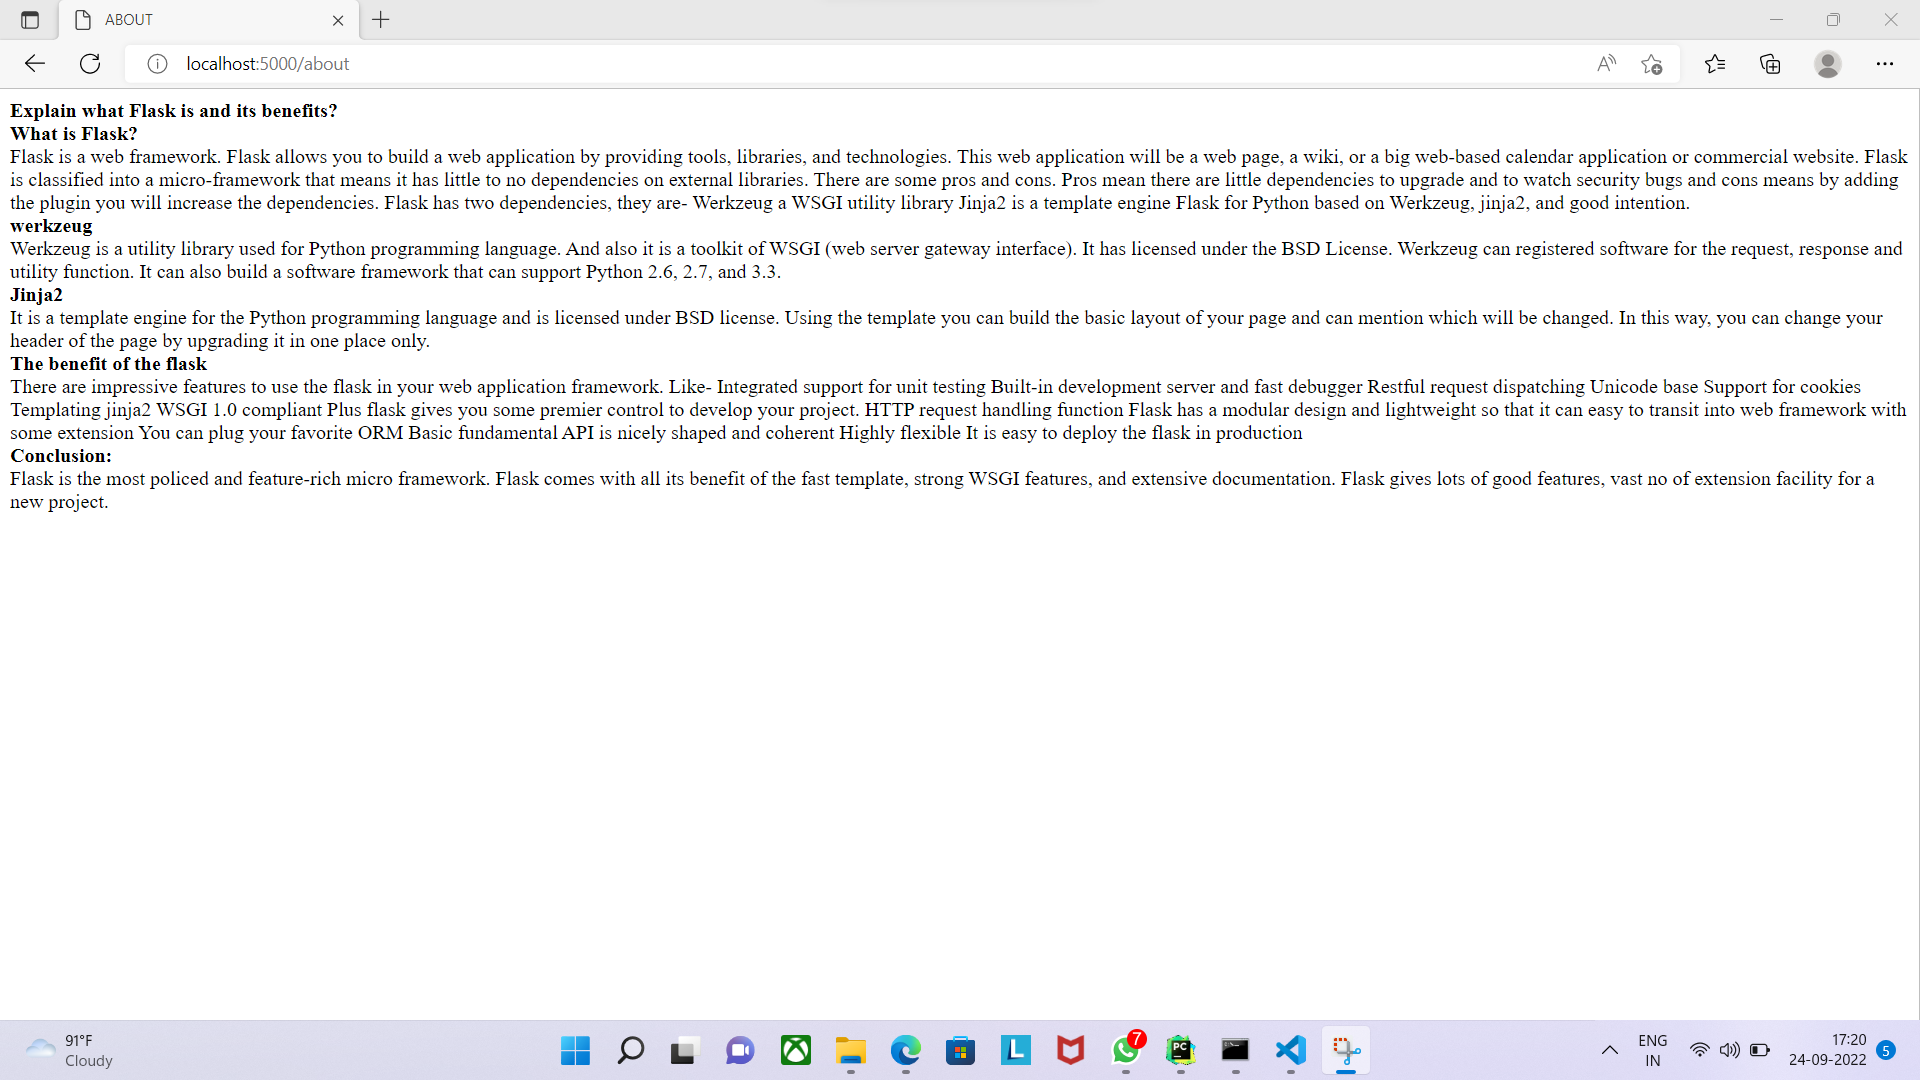 ABOUT
localhost:5000/about
Explain what Flask is and its benefits?
What is Flask?
Flask is a web framework. Flask allows you to build a web application by providing tools, libraries, and technologies. This web application will be a web page, a wiki, or a big web-based calendar application or commercial website. Flask
is classified into a micro-framework that means it has little to no dependencies on external libraries. There are some pros and cons. Pros mean there are little dependencies to upgrade and to watch security bugs and cons means by adding
the plugin you will increase the dependencies. Flask has two dependencies, they are- Werkzeug a WSGI utility library Jinja2 is a template engine Flask for Python based on Werkzeug, jinja2, and good intention.
werkzeug
Werkzeug is a utility library used for Python programming language. And also it is a toolkit of WSGI (web server gateway interface). It has licensed under the BSD License. Werkzeug can registered software for the request, response and
utility function. It can also build a software framework that can support Python 2.6, 2.7, and 3.3.
Jinja2
It is a template engine for the Python programming language and is licensed under BSD license. Using the template you can build the basic layout of your page and can mention which will be changed. In this way, you can change your
header of the page by upgrading it in one place only.
The benefit of the flask
There are impressive features to use the flask in your web application framework. Like- Integrated support for unit testing Built-in development server and fast debugger Restful request dispatching Unicode base Support for cookies
Templating jinja2 WSGI 1.0 compliant Plus flask gives you some premier control to develop your project. HTTP request handling function Flask has a modular design and lightweight so that it can easy to transit into web framework with
some extension You can plug your favorite ORM Basic fundamental API is nicely shaped and coherent Highly flexible It is easy to deploy the flask in production
Conclusion:
Flask is the most policed and feature-rich micro framework. Flask comes with all its benefit of the fast template, strong WSGI features, and extensive documentation. Flask gives lots of good features, vast no of extension facility for a
new project.
91°F
Cloudy
L
7
PC
ENG
IN
17:20
24-09-2022
5